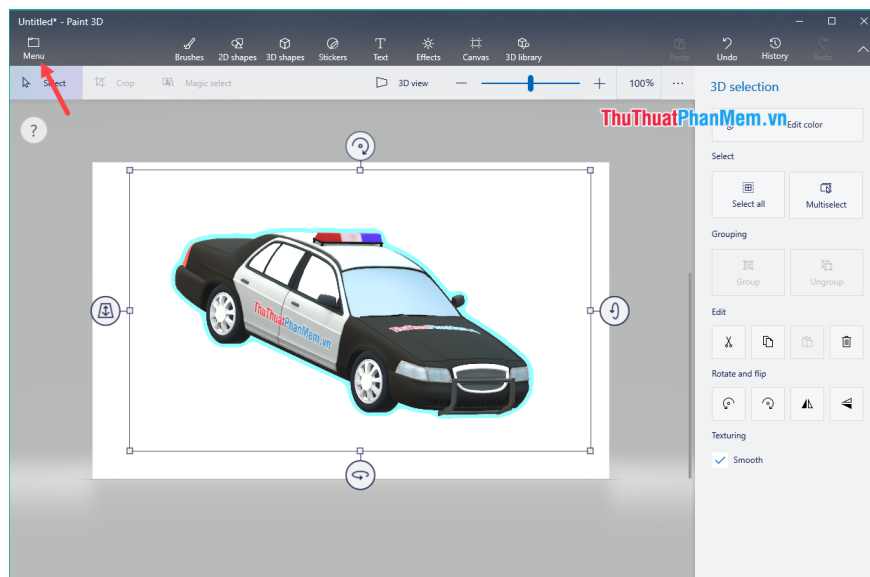 Untitled* - Paint 3D
Menu
Brushes
2D shapes
3D shapes
Stickers
Text
Effects
Canvas
3D library
Paste
Undo
History
Redo
Select
Crop
Magic select
3D view
100%
3D selection
ThuThuatPhanMem.vn
Edit color
Select
Select all
Multiselect
Grouping
Group
Ungroup
Edit
Rotate and flip
Texturing
Smooth
?
ThuThuatPhanMem.vn
ThuThuatPhanMem.vn